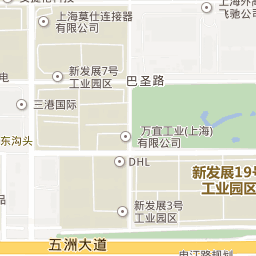 上海莫仕连接器
有限公司
上海外高
飞驰公司
电
新发展7号
工业园区
巴圣路
三港国际
东沟头
万宜工业(上海)
有限公司
DHL
新发展19号
工业园区
品
新发展3号
工业园区
五洲大道